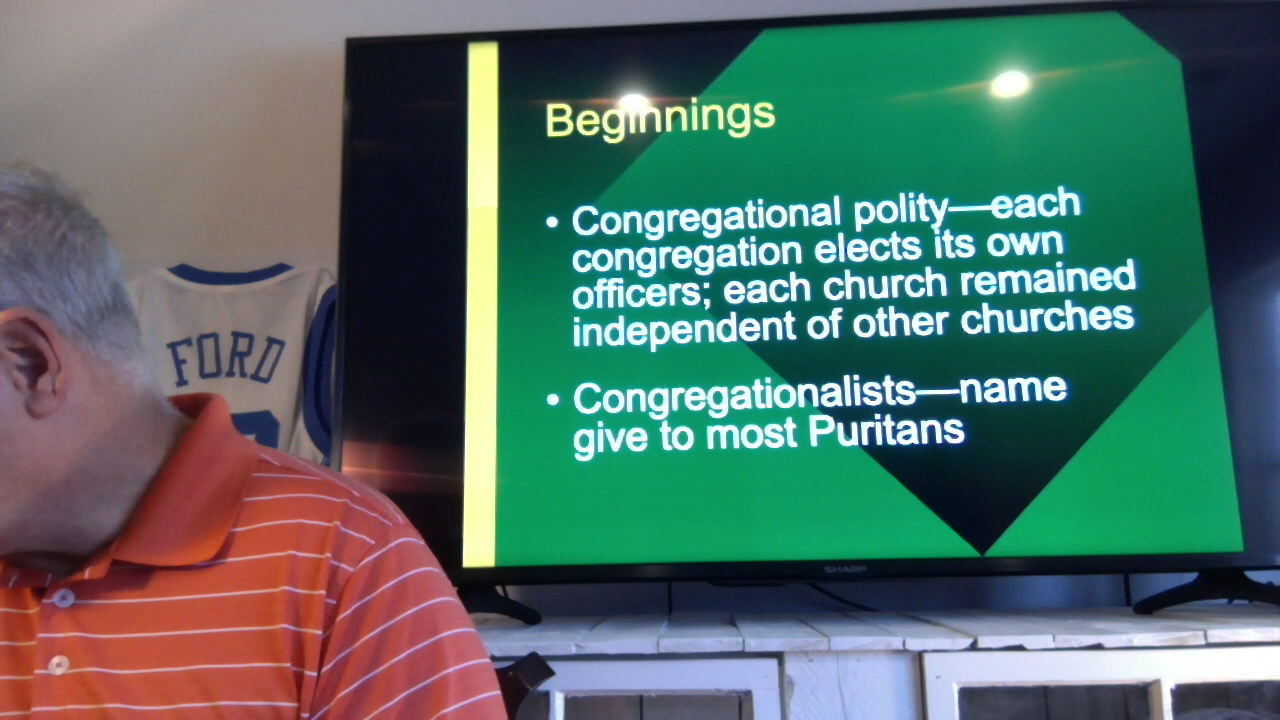 Beginnings
• Congregational polity—each
congregation elects its own
officers; each church remained
independent of other churches
• Congregationalists—name
give to most Puritans
FORD
SHARP